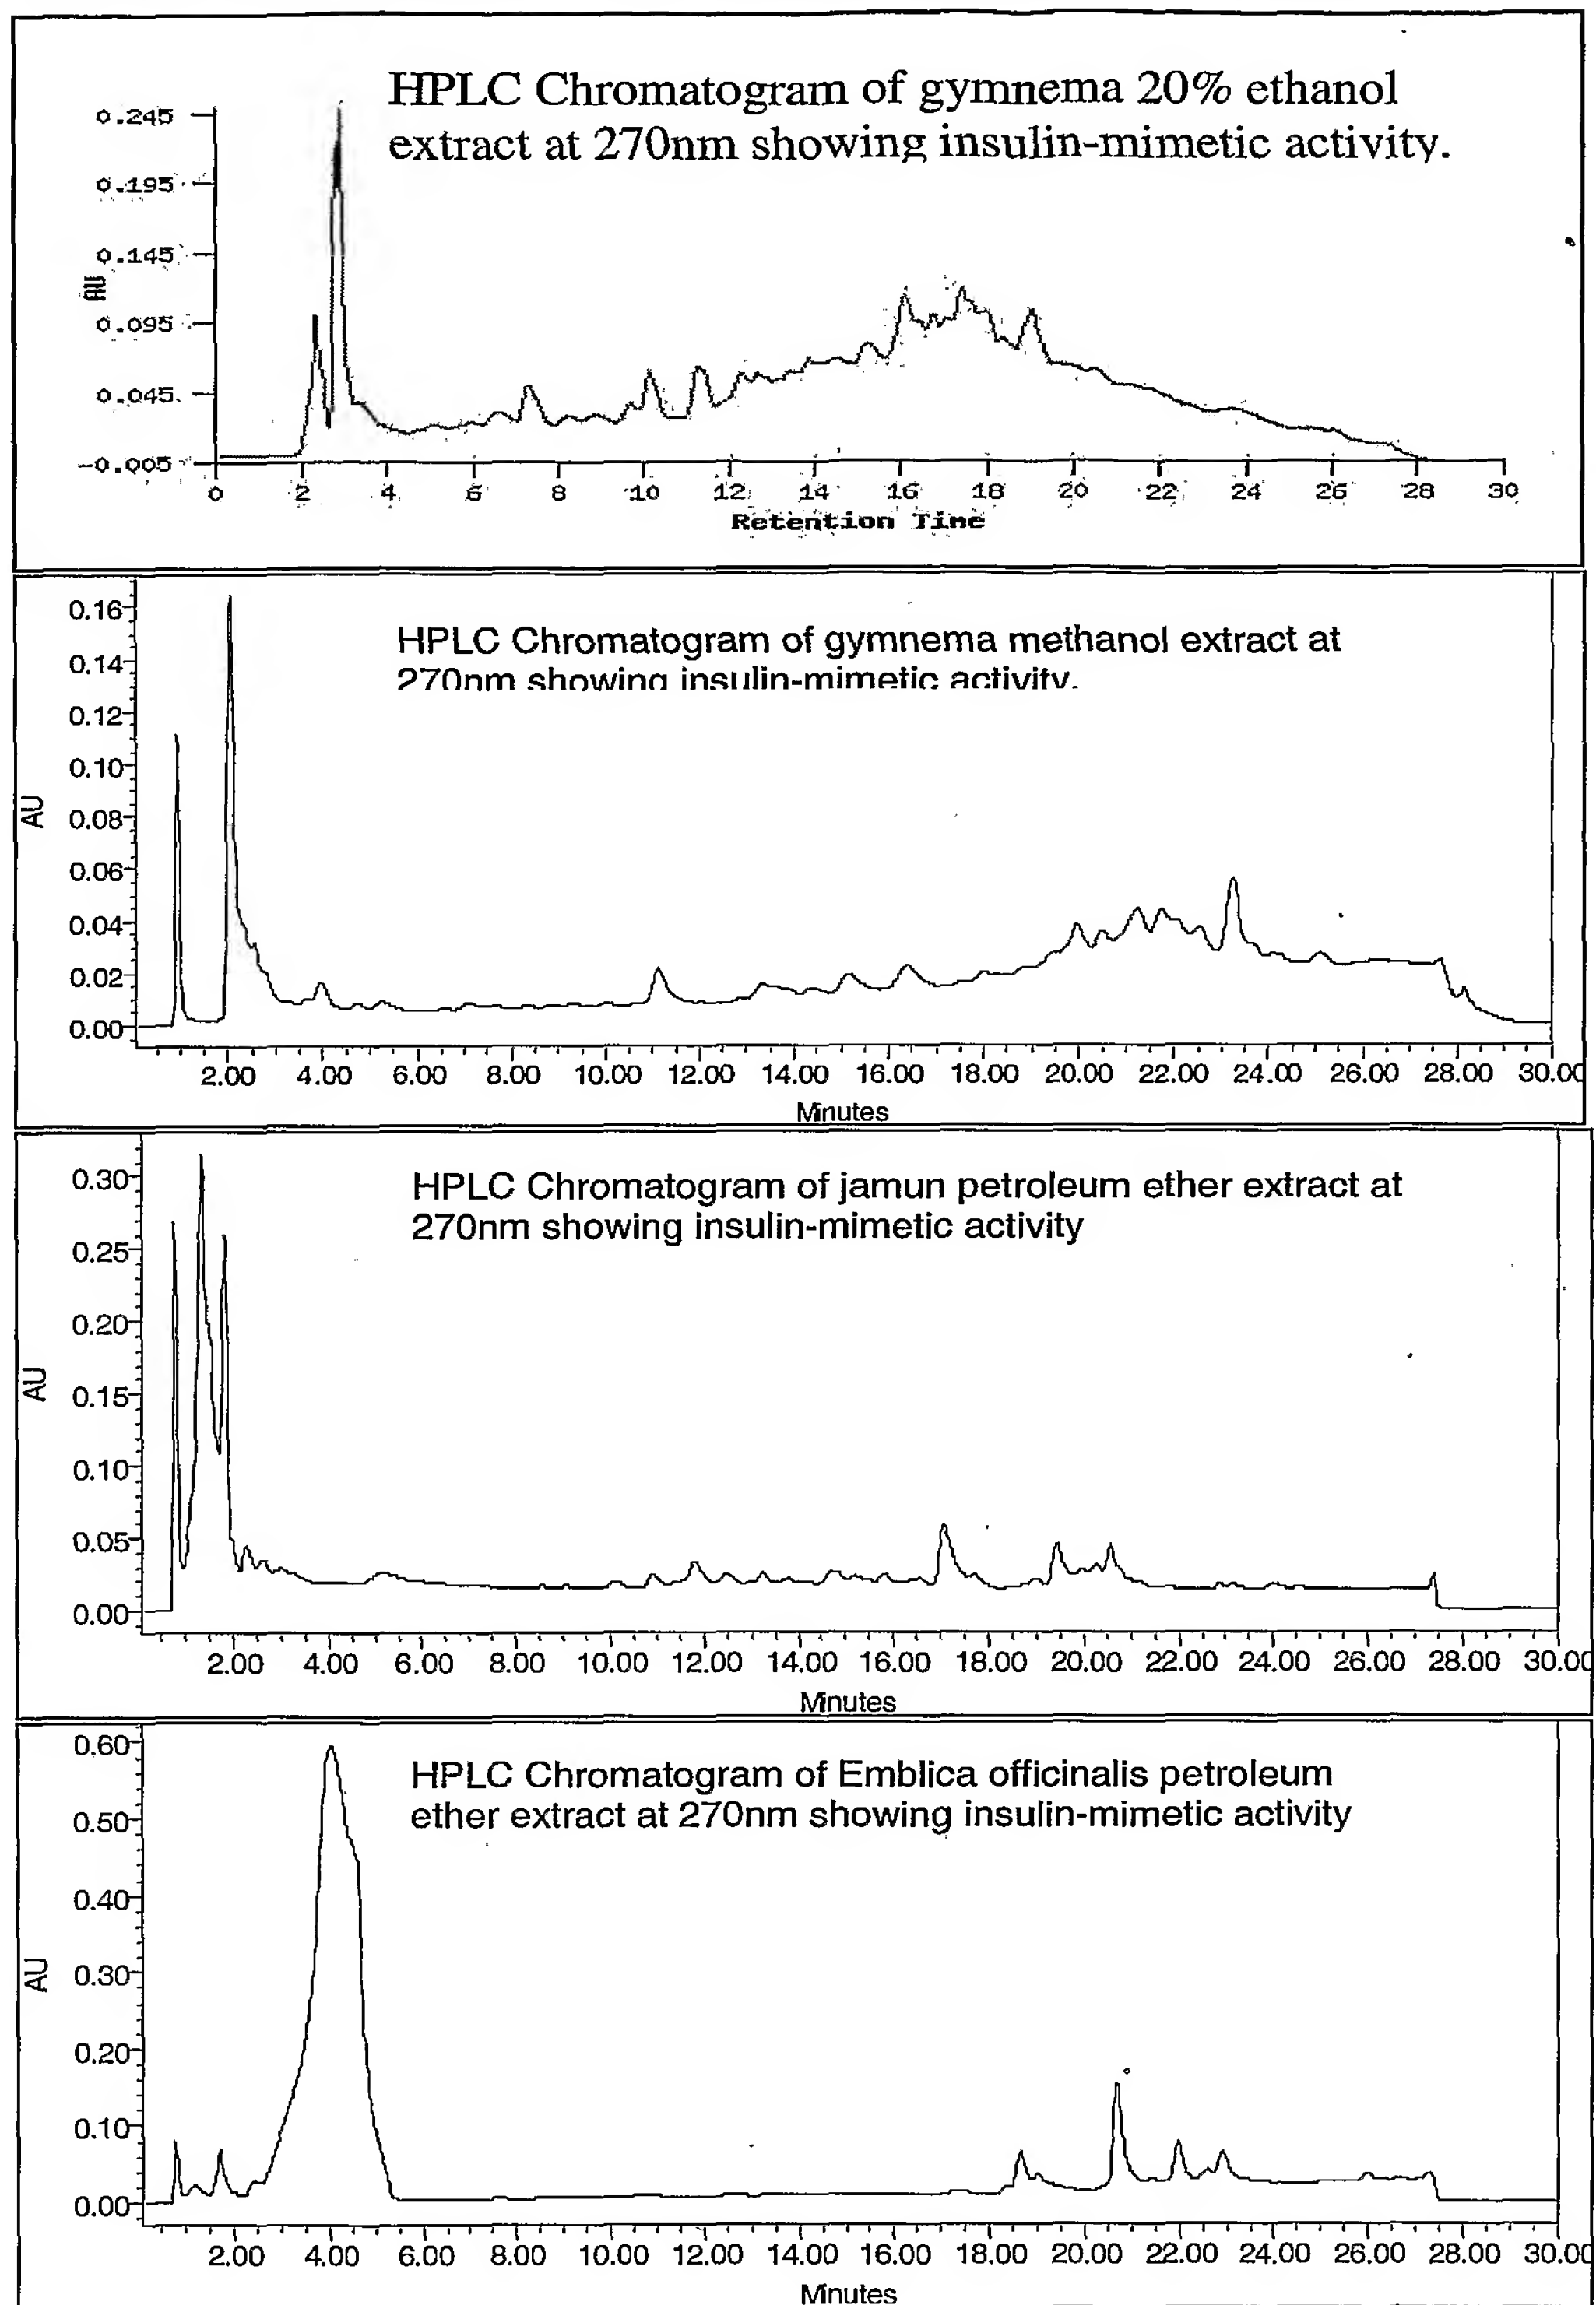 HPLC Chromatogram of gymnema 20% ethanol
extract at 270nm showing insulin-mimetic activity.
0.245
0.195
0.145
0.095
0.045
-0.005
AU
0 2 4 6 8 10 12 14 16 18 20 22 24 26 28 30
Retention Time
HPLC Chromatogram of gymnema methanol extract at
270nm showing insulin-mimetic activity.
0.16
0.14
0.12
0.10
0.08
0.06
0.04
0.02
0.00
AU
2.00 4.00 6.00 8.00 10.00 12.00 14.00 16.00 18.00 20.00 22.00 24.00 26.00 28.00 30.00
Minutes
HPLC Chromatogram of jamun petroleum ether extract at
270nm showing insulin-mimetic activity
0.30
0.25
0.20
0.15
0.10
0.05
0.00
AU
2.00 4.00 6.00 8.00 10.00 12.00 14.00 16.00 18.00 20.00 22.00 24.00 26.00 28.00 30.00
Minutes
HPLC Chromatogram of Emblica officinalis petroleum
ether extract at 270nm showing insulin-mimetic activity
0.60
0.50
0.40
0.30
0.20
0.10
0.00
AU
2.00 4.00 6.00 8.00 10.00 12.00 14.00 16.00 18.00 20.00 22.00 24.00 26.00 28.00 30.00
Minutes